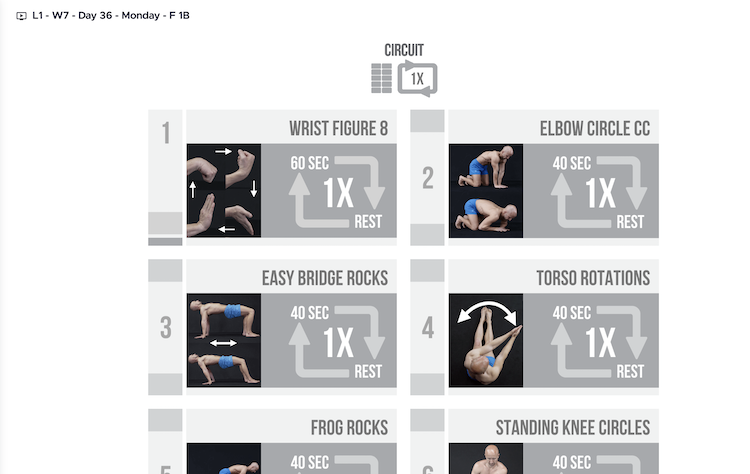 L1 - W7 - Day 36 - Monday - F 1B
CIRCUIT
1X
1
WRIST FIGURE 8
60 SEC
1X
REST
2
ELBOW CIRCLE CC
40 SEC
1X
REST
3
EASY BRIDGE ROCKS
40 SEC
1X
REST
4
TORSO ROTATIONS
40 SEC
1X
REST
5
FROG ROCKS
40 SEC
6
STANDING KNEE CIRCLES
40 SEC